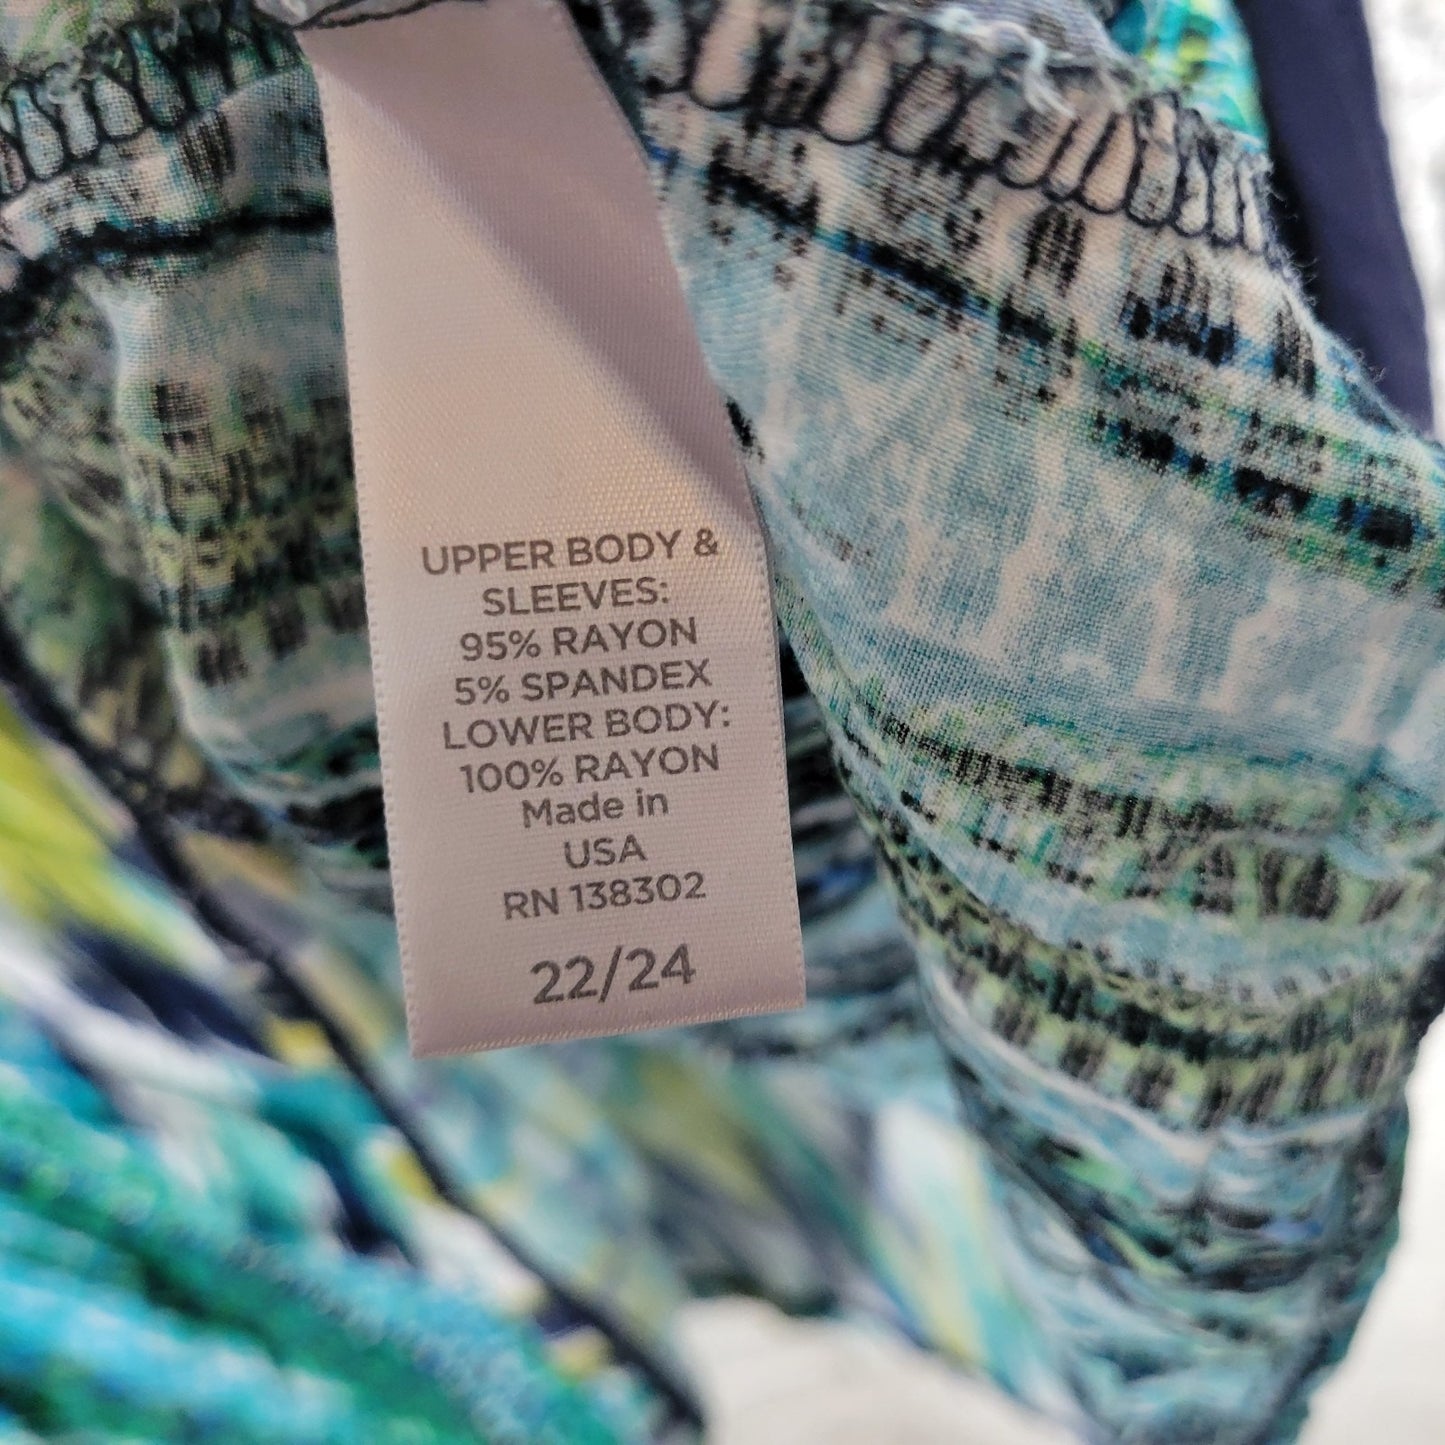 UPPER BODY &
SLEEVES:
95% RAYON
5% SPANDEX
LOWER BODY:
100% RAYON
Made in
USA
RN 138302
22/24